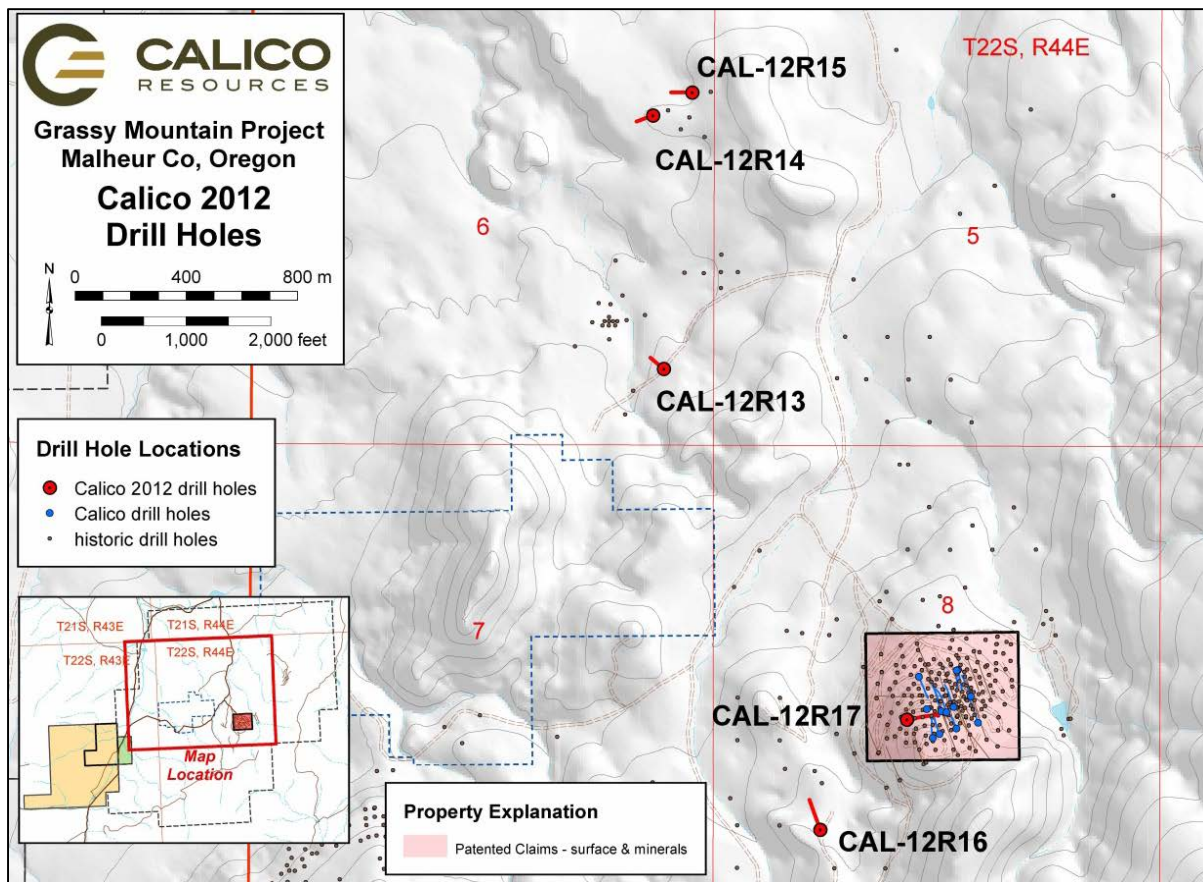 CALICO
RESOURCES
Grassy Mountain Project
Malheur Co, Oregon
Calico 2012
Drill Holes
N
0 400 800 m
0 1,000 2,000 feet
T22S, R44E
CAL-12R15
CAL-12R14
6
5
CAL-12R13
Drill Hole Locations
Calico 2012 drill holes
Calico drill holes
historic drill holes
7
8
CAL-12R17
CAL-12R16
T21S, R43E
T21S, R44E
T22S, R43E
T22S, R44E
Map
Location
Property Explanation
Patented Claims - surface & minerals